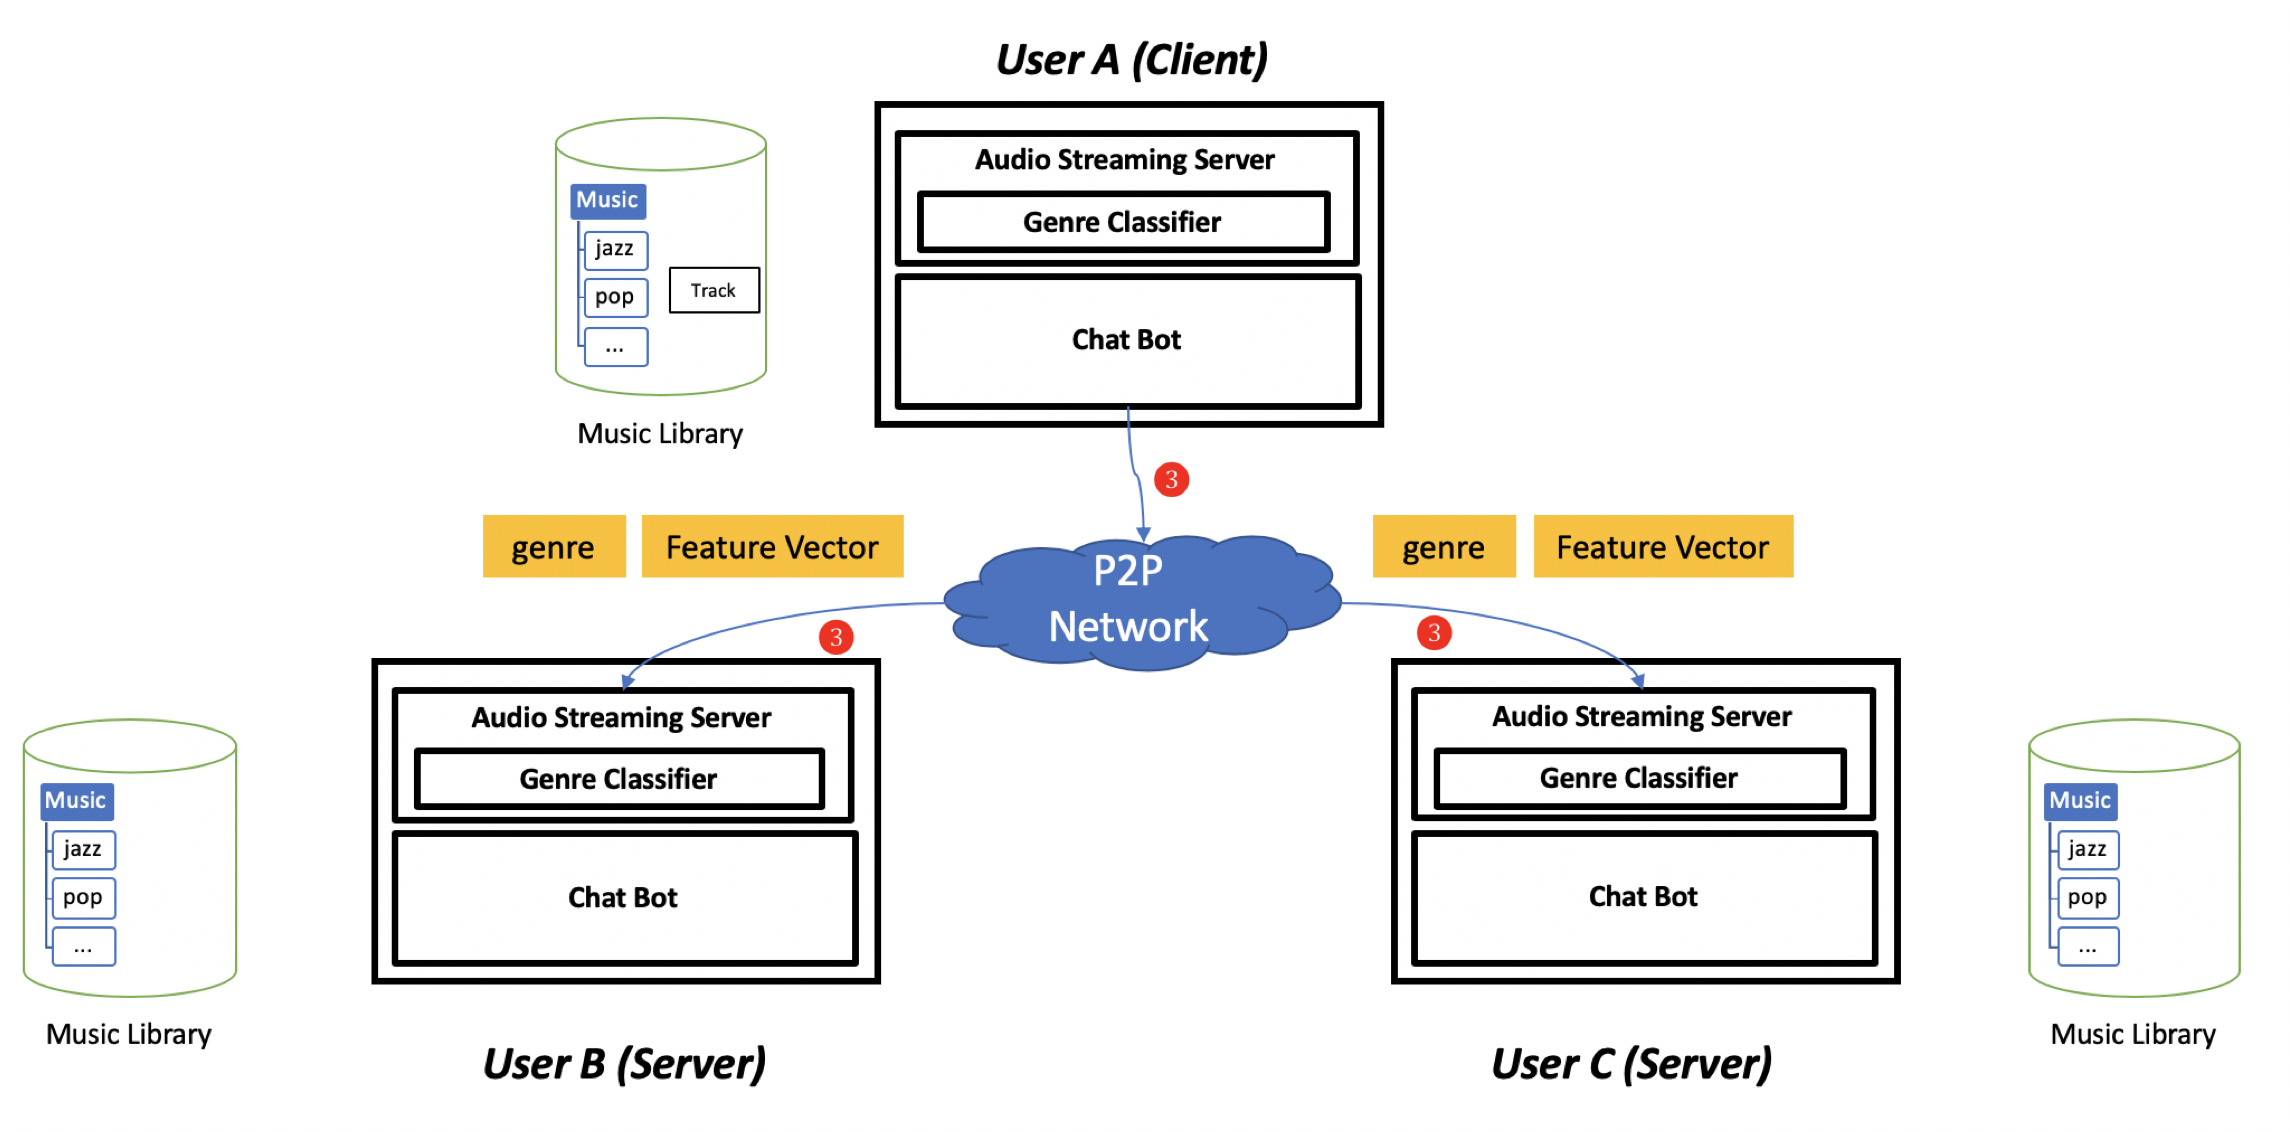 User A (Client)
Audio Streaming Server
Genre Classifier
Chat Bot
Music
jazz
pop
...
Track
Music Library
3
genre
Feature Vector
P2P
Network
genre
Feature Vector
3
3
Audio Streaming Server
Genre Classifier
Chat Bot
Music
jazz
pop
...
Music Library
User B (Server)
Audio Streaming Server
Genre Classifier
Chat Bot
Music
jazz
pop
...
Music Library
User C (Server)